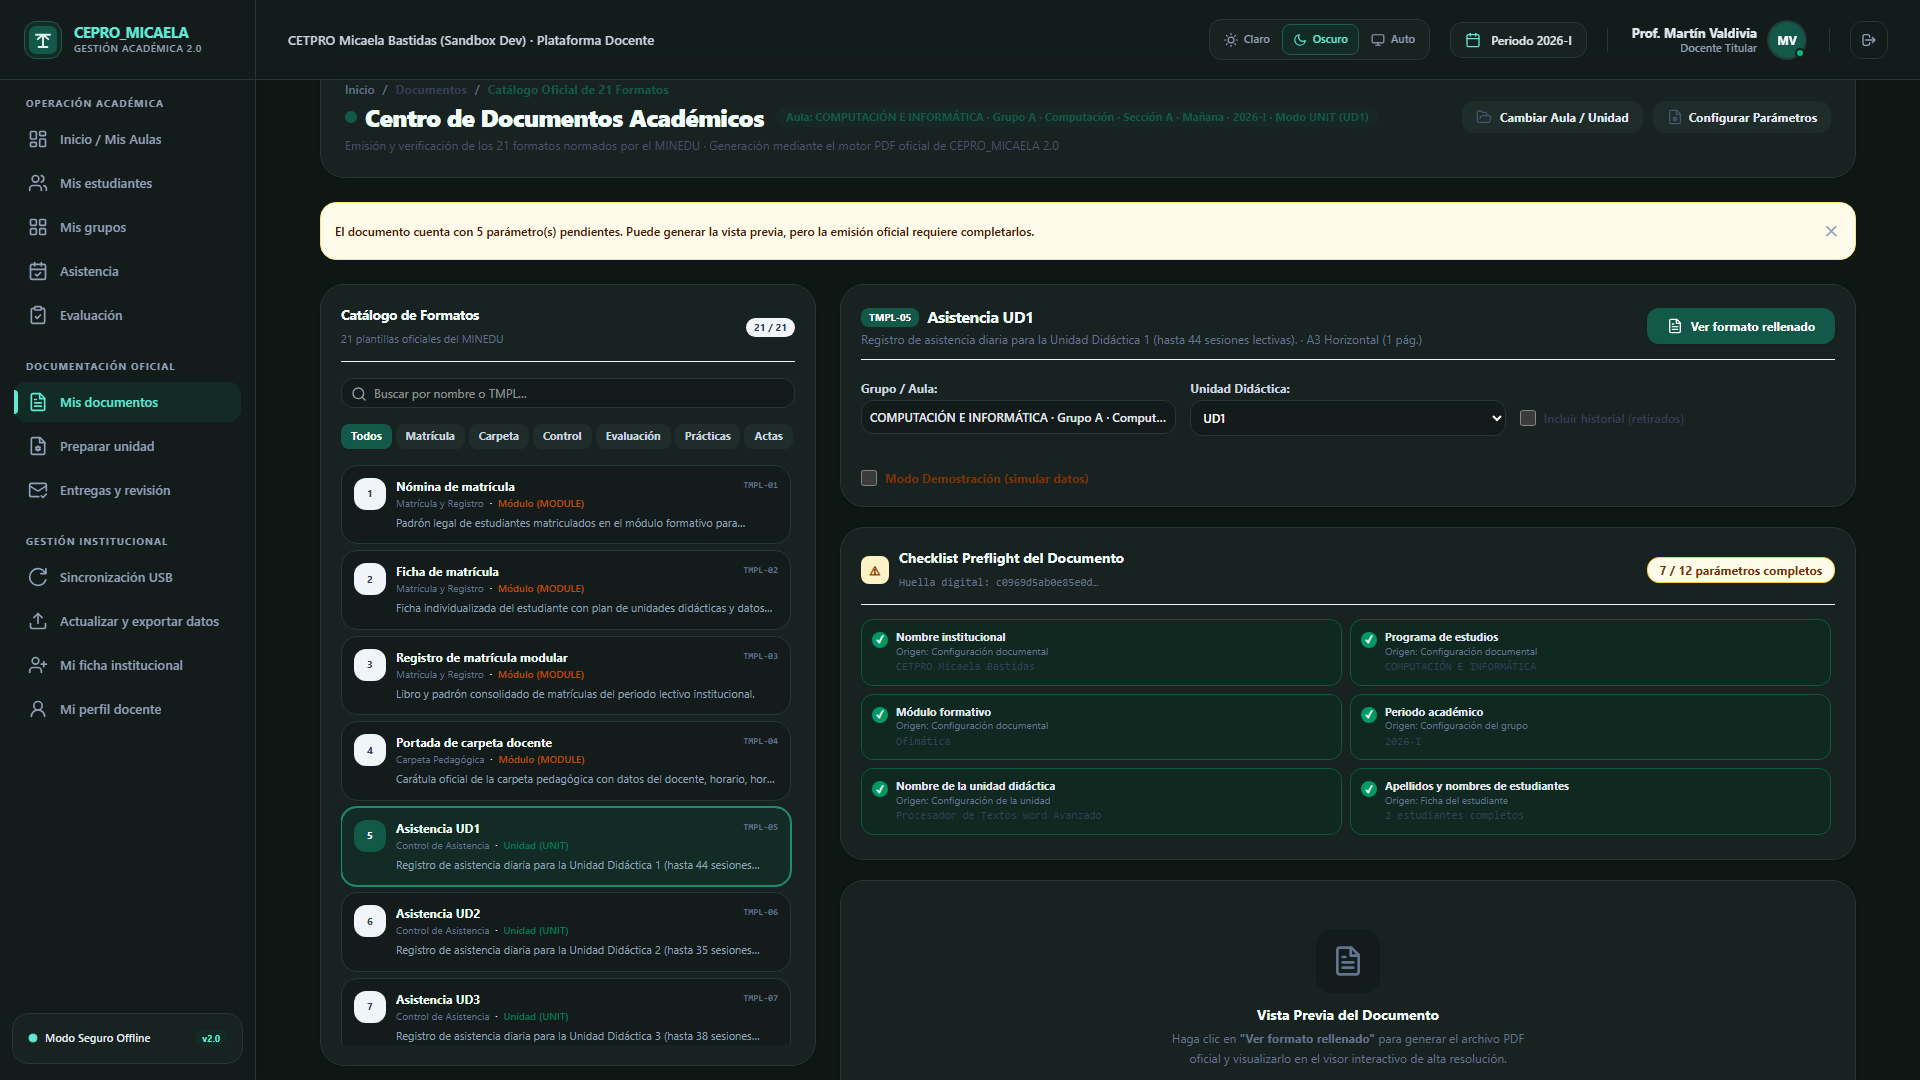 CEPRO_MICAELA
GESTIÓN ACADÉMICA 2.0
CETPRO Micaela Bastidas (Sandbox Dev) · Plataforma Docente
Claro
Oscuro
Auto
Periodo 2026-I
Prof. Martín Valdivia
Docente Titular
MV
OPERACIÓN ACADÉMICA
Inicio / Mis Aulas
Mis estudiantes
Mis grupos
Asistencia
Evaluación
DOCUMENTACIÓN OFICIAL
Mis documentos
Preparar unidad
Entregas y revisión
GESTIÓN INSTITUCIONAL
Sincronización USB
Actualizar y exportar datos
Mi ficha institucional
Mi perfil docente
Modo Seguro Offline
v2.0
Inicio / Documentos / Catálogo Oficial de 21 Formatos
Centro de Documentos Académicos
Aula: COMPUTACIÓN E INFORMÁTICA · Grupo A · Computación · Sección A · Mañana · 2026-I · Modo UNIT (UD1)
Emisión y verificación de los 21 formatos normados por el MINEDU · Generación mediante el motor PDF oficial de CEPRO_MICAELA 2.0
Cambiar Aula / Unidad
Configurar Parámetros
El documento cuenta con 5 parámetro(s) pendientes. Puede generar la vista previa, pero la emisión oficial requiere completarlos.
Catálogo de Formatos
21 plantillas oficiales del MINEDU
21 / 21
Buscar por nombre o TMPL...
Todos
Matrícula
Carpeta
Control
Evaluación
Prácticas
Actas
1
Nómina de matrícula
TMPL-01
Matrícula y Registro · Módulo (MODULE)
Padrón legal de estudiantes matriculados en el módulo formativo para...
2
Ficha de matrícula
TMPL-02
Matrícula y Registro · Módulo (MODULE)
Ficha individualizada del estudiante con plan de unidades didácticas y datos...
3
Registro de matrícula modular
TMPL-03
Matrícula y Registro · Módulo (MODULE)
Libro y padrón consolidado de matrículas del periodo lectivo institucional.
4
Portada de carpeta docente
TMPL-04
Carpeta Pedagógica · Módulo (MODULE)
Carátula oficial de la carpeta pedagógica con datos del docente, horario, hor...
5
Asistencia UD1
TMPL-05
Control de Asistencia · Unidad (UNIT)
Registro de asistencia diaria para la Unidad Didáctica 1 (hasta 44 sesiones...
6
Asistencia UD2
TMPL-06
Control de Asistencia · Unidad (UNIT)
Registro de asistencia diaria para la Unidad Didáctica 2 (hasta 35 sesiones...
7
Asistencia UD3
TMPL-07
Control de Asistencia · Unidad (UNIT)
Registro de asistencia diaria para la Unidad Didáctica 3 (hasta 38 sesiones...
TMPL-05
Asistencia UD1
Registro de asistencia diaria para la Unidad Didáctica 1 (hasta 44 sesiones lectivas). · A3 Horizontal (1 pág.)
Ver formato rellenado
Grupo / Aula:
COMPUTACIÓN E INFORMÁTICA · Grupo A · Comput...
Unidad Didáctica:
UD1
Incluir historial (retirados)
Modo Demostración (simular datos)
Checklist Preflight del Documento
Huella digital: c0969d5ab0e85e0d…
7 / 12 parámetros completos
Nombre institucional
Origen: Configuración documental
CETPRO Micaela Bastidas
Programa de estudios
Origen: Configuración documental
COMPUTACIÓN E INFORMÁTICA
Módulo formativo
Origen: Configuración documental
Ofimática
Periodo académico
Origen: Configuración del grupo
2026-I
Nombre de la unidad didáctica
Origen: Configuración de la unidad
Procesador de Textos Word Avanzado
Apellidos y nombres de estudiantes
Origen: Ficha del estudiante
2 estudiantes completos
Vista Previa del Documento
Haga clic en "Ver formato rellenado" para generar el archivo PDF
oficial y visualizarlo en el visor interactivo de alta resolución.